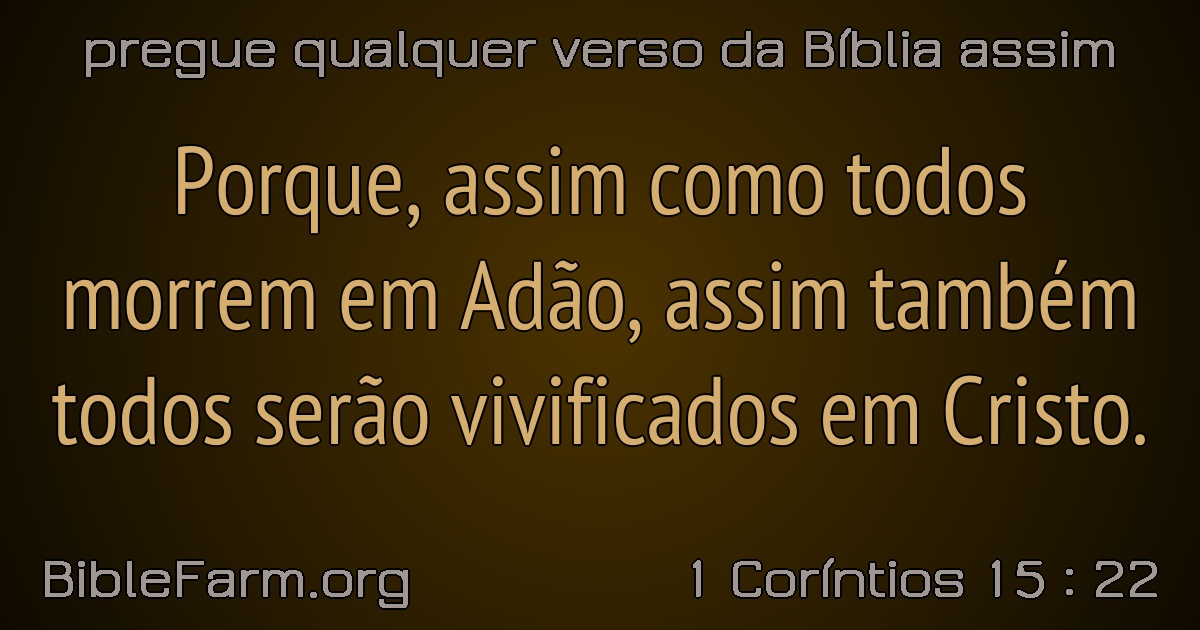 pregue qualquer verso da Bíblia assim
Porque, assim como todos
morrem em Adão, assim também
todos serão vivificados em Cristo.
BibleFarm.org
1 Coríntios 15 : 22